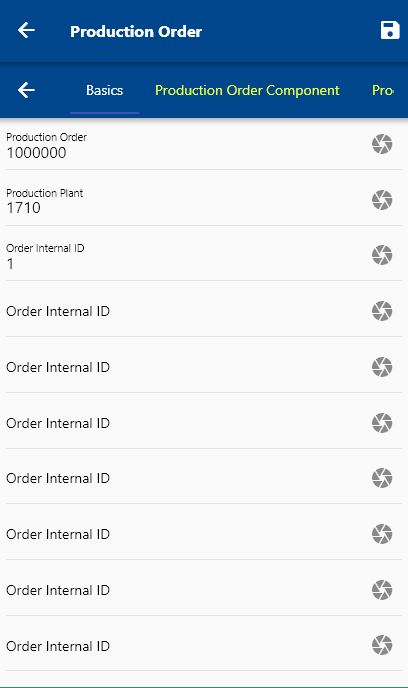 Production Order
Basics
Production Order Component
Pro
Production Order
1000000
Production Plant
1710
Order Internal ID
1
Order Internal ID
Order Internal ID
Order Internal ID
Order Internal ID
Order Internal ID
Order Internal ID
Order Internal ID